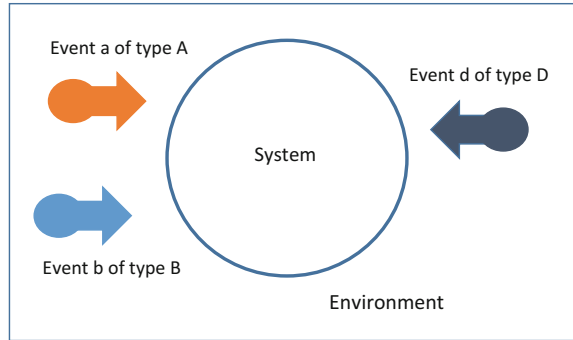 Event a of type A
Event d of type D
System
Event b of type B
Environment